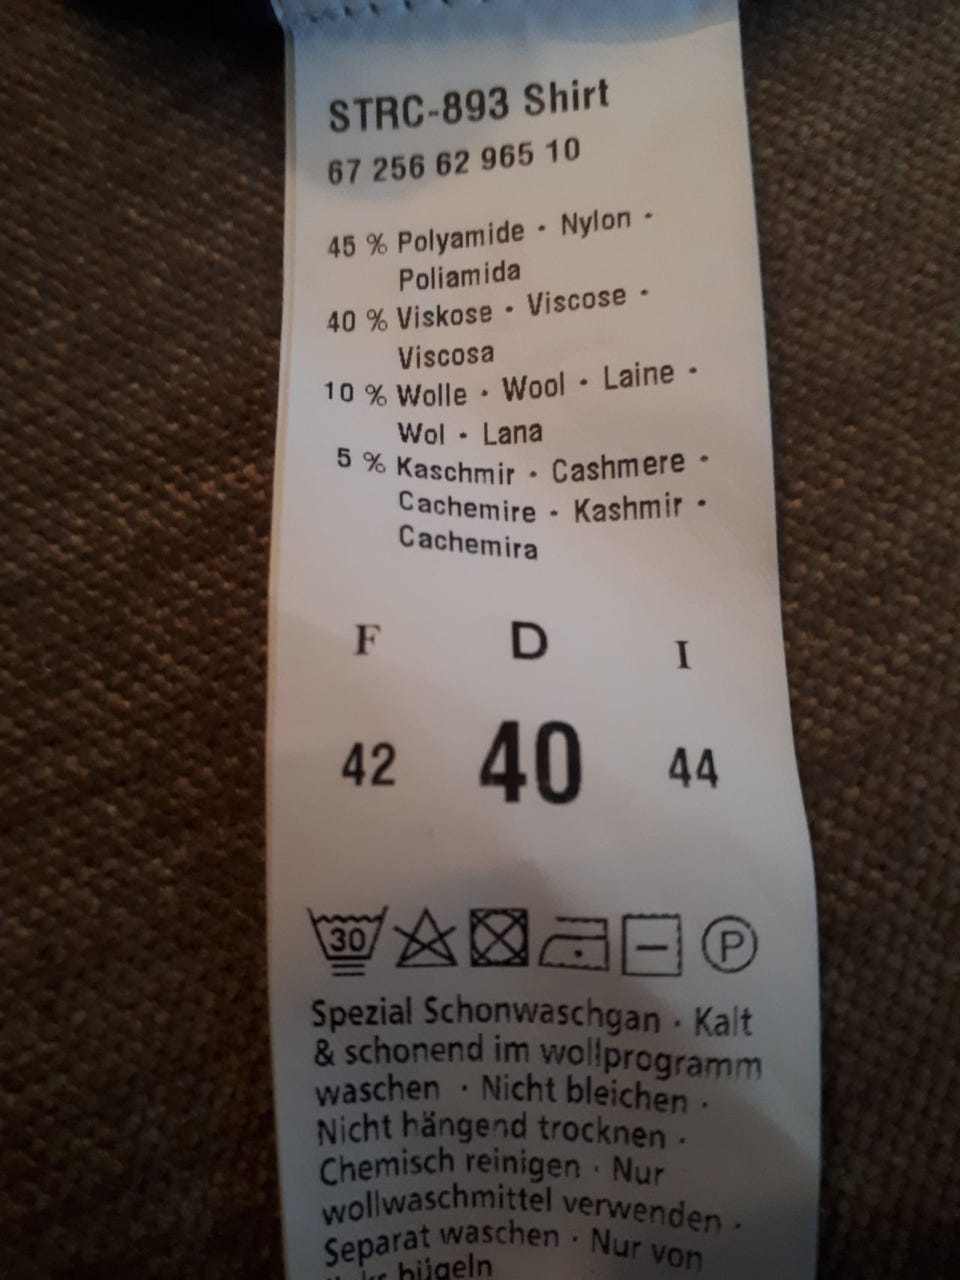 STRC-893 Shirt
67 256 62 965 10
45 % Polyamide · Nylon ·
Poliamida
40 % Viskose · Viscose ·
Viscosa
10 % Wolle · Wool · Laine ·
Wol · Lana
5 % Kaschmir · Cashmere ·
Cachemire · Kashmir ·
Cachemira
F D I
42 40 44
30 P
Spezial Schonwaschgan · Kalt
& schonend im wollprogramm
waschen · Nicht bleichen ·
Nicht hängend trocknen ·
Chemisch reinigen · Nur
wollwaschmittel verwenden ·
Separat waschen · Nur von
bügeln